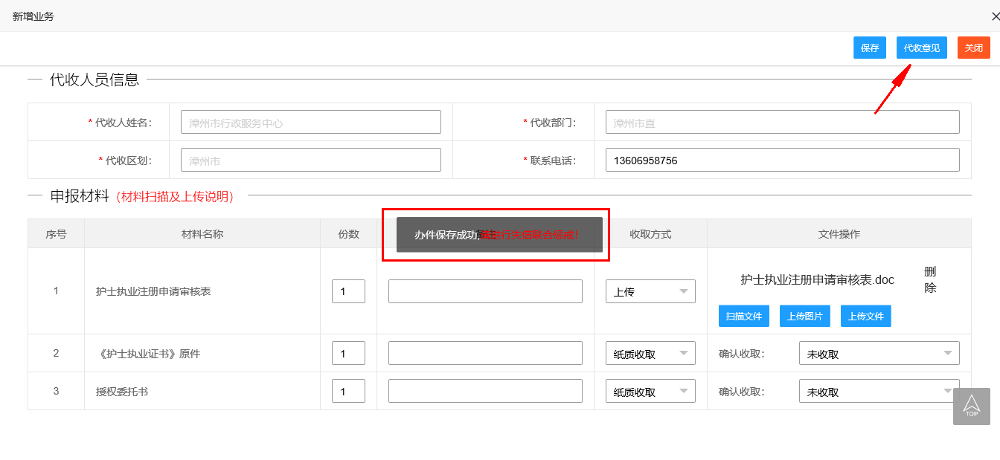 新增业务
保存 代收意见 关闭
代收人员信息
*代收人姓名： 漳州市行政服务中心 *代收部门： 漳州市直
*代收区划： 漳州市 *联系电话： 13606958756
申报材料（材料扫描及上传说明）
序号 材料名称 份数 备注 收取方式 文件操作
办件保存成功，进行失信联合惩戒！
1 护士执业注册申请审核表 1 上传 护士执业注册申请审核表.doc 删除
扫描文件 上传图片 上传文件
2 《护士执业证书》原件 1 纸质收取 确认收取： 未收取
3 授权委托书 1 纸质收取 确认收取： 未收取
TOP